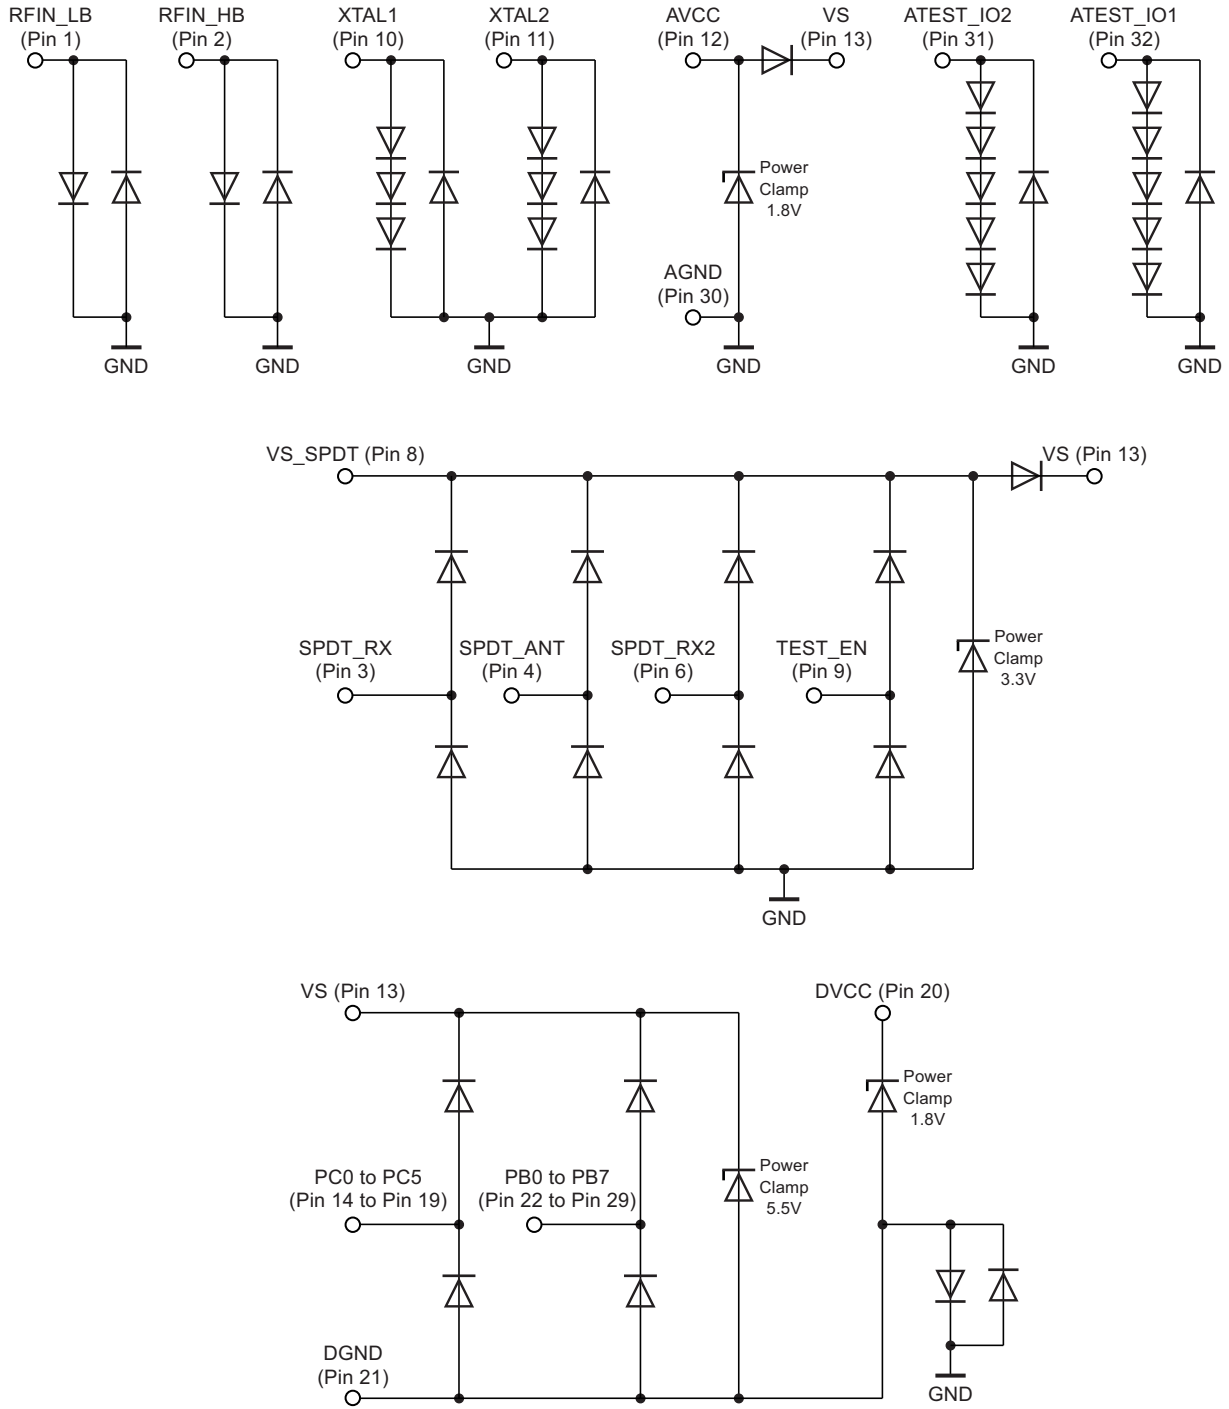 RFIN_LB
(Pin 1)
RFIN_HB
(Pin 2)
XTAL1
(Pin 10)
XTAL2
(Pin 11)
AVCC
(Pin 12)
VS
(Pin 13)
ATEST_IO2
(Pin 31)
ATEST_IO1
(Pin 32)
Power
Clamp
1.8V
AGND
(Pin 30)
GND
GND
GND
GND
GND
GND
VS_SPDT (Pin 8)
VS (Pin 13)
SPDT_RX
(Pin 3)
SPDT_ANT
(Pin 4)
SPDT_RX2
(Pin 6)
TEST_EN
(Pin 9)
Power
Clamp
3.3V
GND
VS (Pin 13)
DVCC (Pin 20)
Power
Clamp
1.8V
PC0 to PC5
(Pin 14 to Pin 19)
PB0 to PB7
(Pin 22 to Pin 29)
Power
Clamp
5.5V
DGND
(Pin 21)
GND